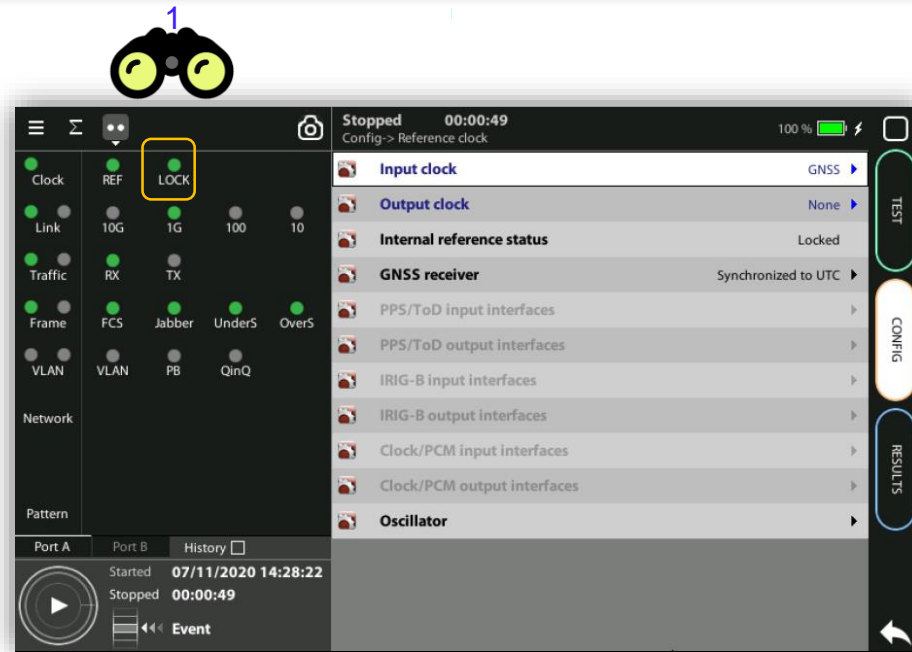 1
Stopped 00:00:49
Config-> Reference clock
100 %
Clock REF LOCK
Link 10G 1G 100 10
Traffic RX TX
Frame FCS Jabber UnderS OverS
VLAN VLAN PB QinQ
Network
Pattern
Port A Port B History
Started 07/11/2020 14:28:22
Stopped 00:00:49
Event
Input clock GNSS
Output clock None
Internal reference status Locked
GNSS receiver Synchronized to UTC
PPS/ToD input interfaces
PPS/ToD output interfaces
IRIG-B input interfaces
IRIG-B output interfaces
Clock/PCM input interfaces
Clock/PCM output interfaces
Oscillator
TEST
CONFIG
RESULTS